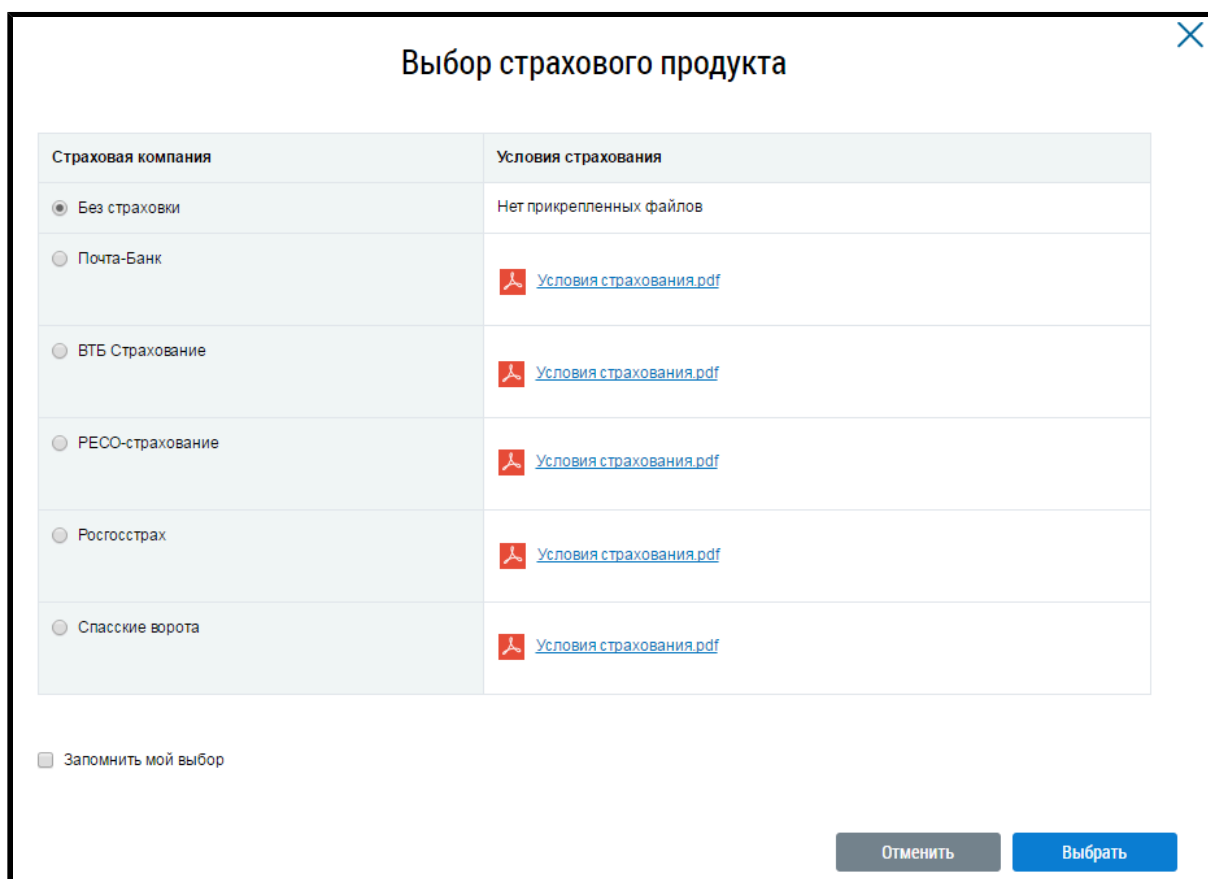 Выбор страхового продукта
Страховая компания Условия страхования
Без страховки Нет прикрепленных файлов
Почта-Банк
Условия страхования.pdf
ВТБ Страхование
Условия страхования.pdf
РЕСО-страхование
Условия страхования.pdf
Росгосстрах
Условия страхования.pdf
Спасские ворота
Условия страхования.pdf
Запомнить мой выбор
Отменить Выбрать